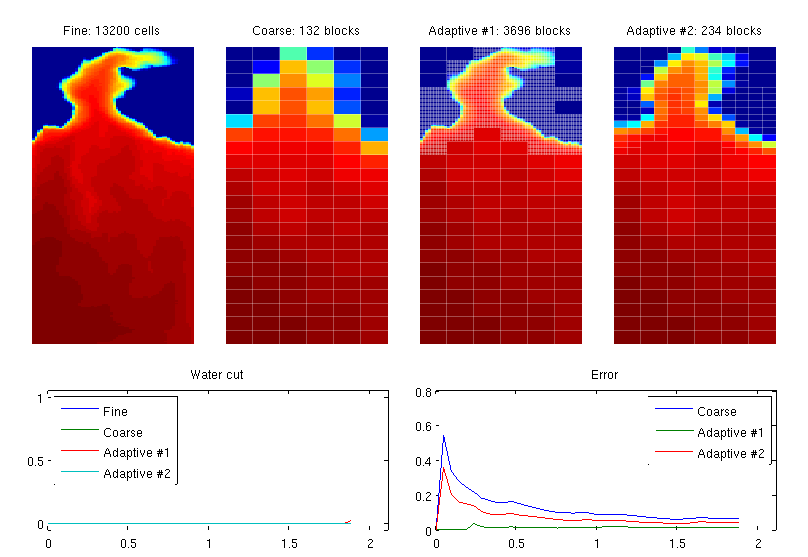 Fine: 13200 cells
Coarse: 132 blocks
Adaptive #1: 3696 blocks
Adaptive #2: 234 blocks
Water cut
1
0.5
0
0
0.5
1
1.5
2
Fine
Coarse
Adaptive #1
Adaptive #2
Error
0.8
0.6
0.4
0.2
0
0
0.5
1
1.5
2
Coarse
Adaptive #1
Adaptive #2